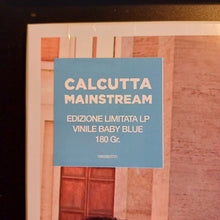 CALCUTTA
MAINSTREAM
EDIZIONE LIMITATA LP
VINILE BABY BLUE
180 Gr.